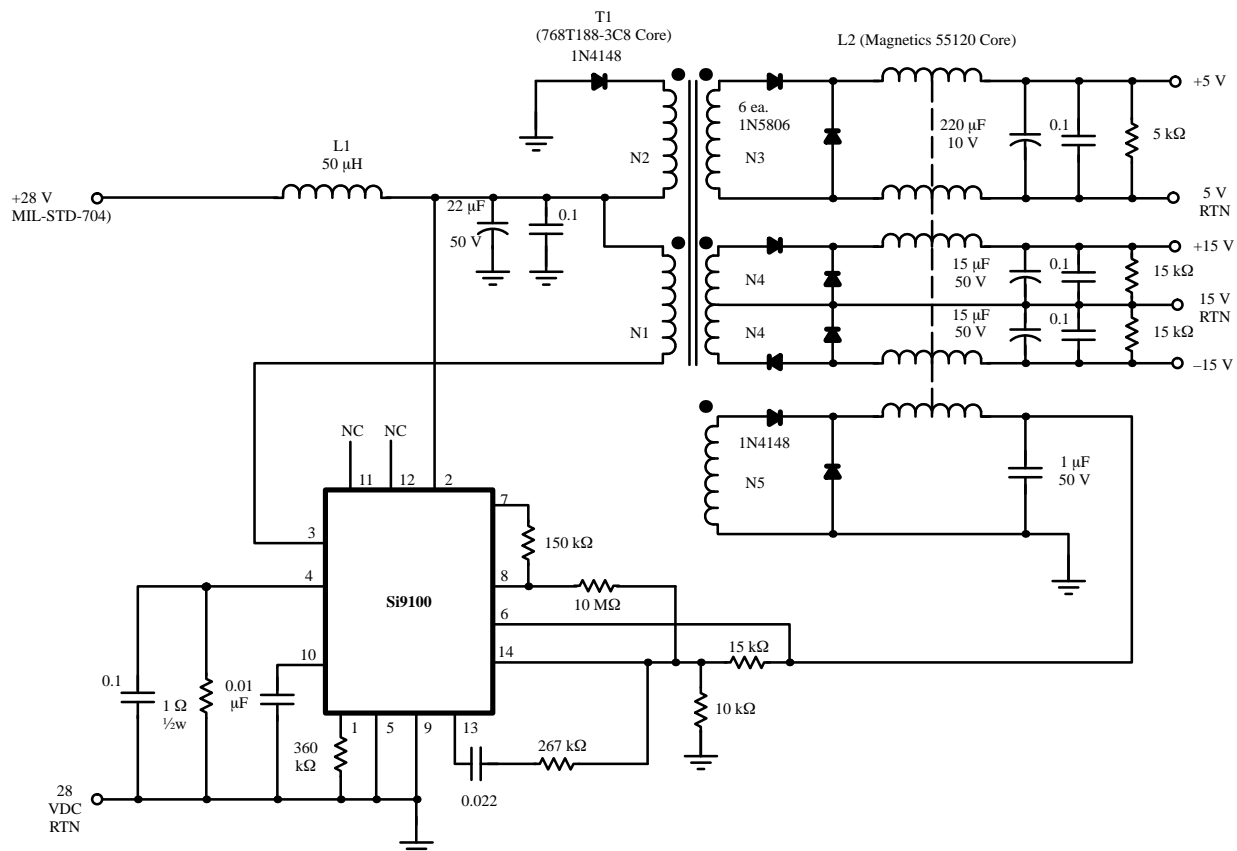 T1
(768T188-3C8 Core)
1N4148
L2 (Magnetics 55120 Core)
+5 V
6 ea.
1N5806
220 µF
10 V
0.1
5 kΩ
N2
N3
L1
50 µH
+28 V
MIL-STD-704)
22 µF
50 V
0.1
5 V
RTN
+15 V
N4
15 µF
50 V
0.1
15 kΩ
15 V
RTN
N1
N4
15 µF
50 V
0.1
15 kΩ
–15 V
NC
NC
11
12
2
1N4148
N5
1 µF
50 V
7
3
150 kΩ
4
8
Si9100
10 MΩ
6
10
14
15 kΩ
0.1
1 Ω
½w
0.01
µF
10 kΩ
1
5
9
13
360
kΩ
267 kΩ
0.022
28
VDC
RTN